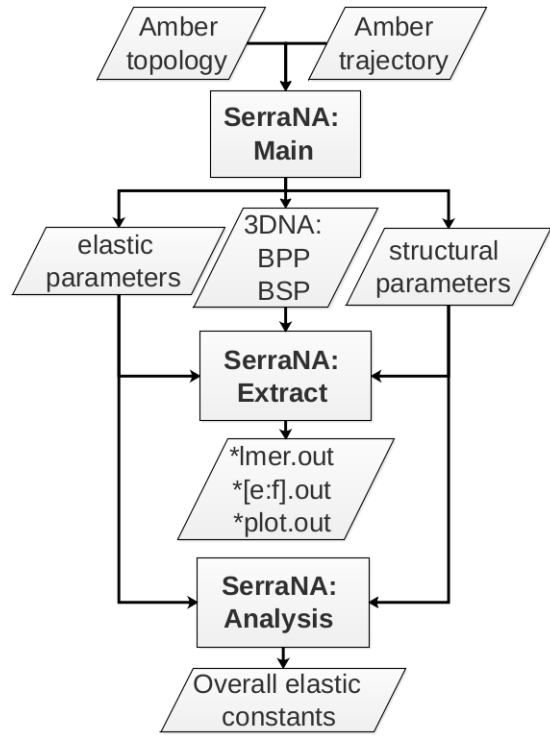 Amber
topology
Amber
trajectory
SerraNA:
Main
elastic
parameters
3DNA:
BPP
BSP
structural
parameters
SerraNA:
Extract
*lmer.out
*[e:f].out
*plot.out
SerraNA:
Analysis
Overall elastic
constants